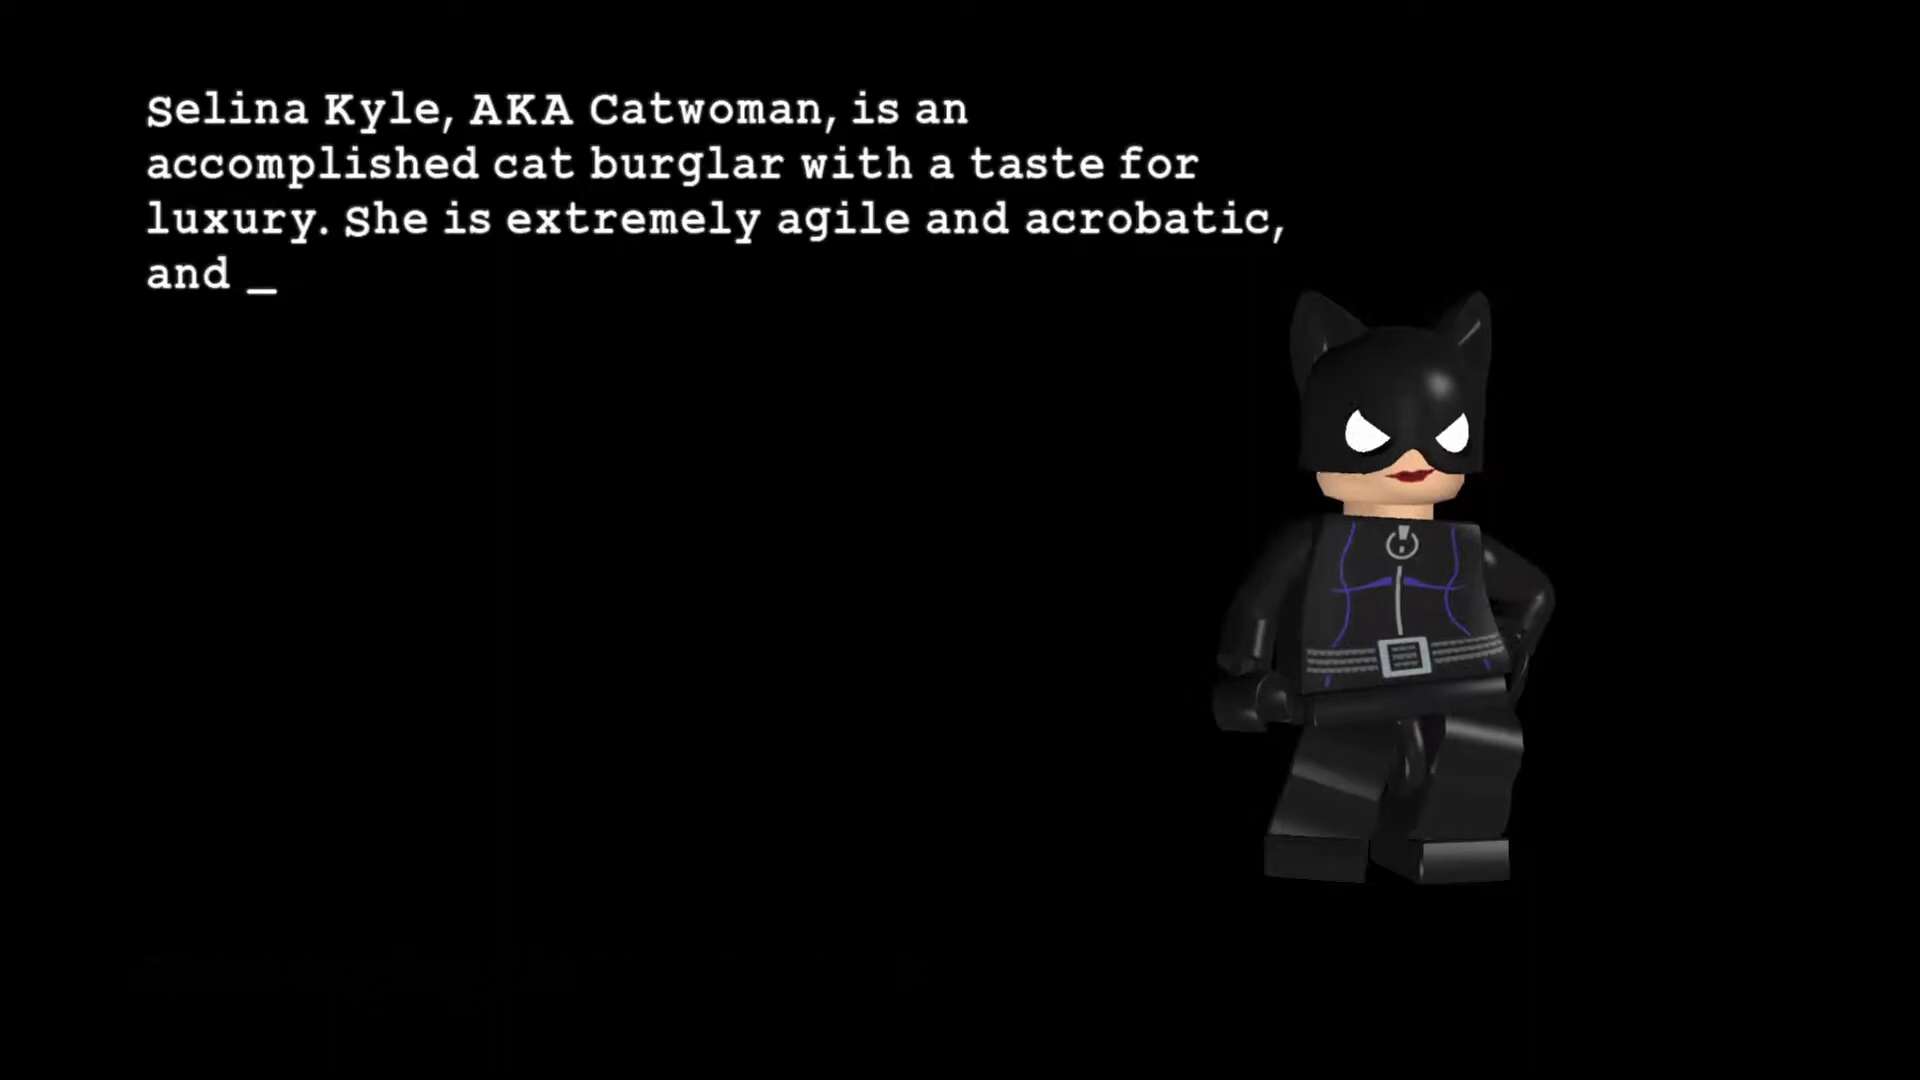 Selina Kyle, AKA Catwoman, is an
accomplished cat burglar with a taste for
luxury. She is extremely agile and acrobatic,
and _